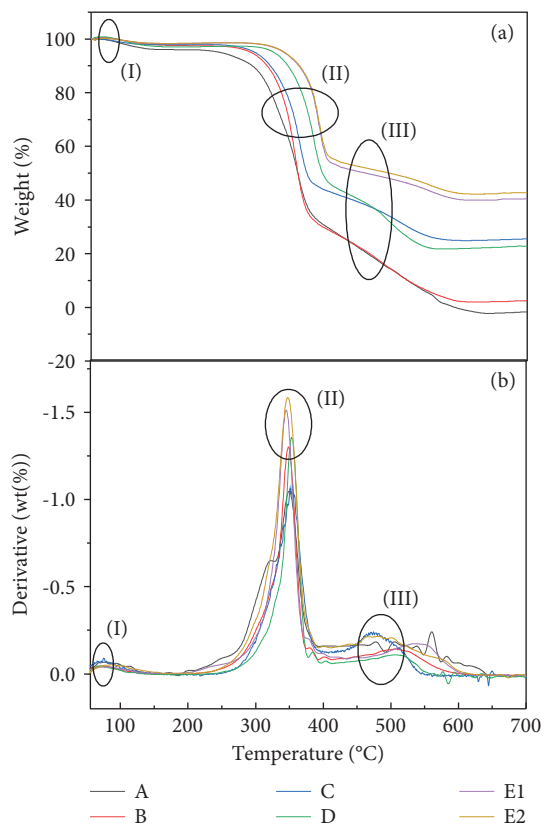 (a)
100
80
60
40
20
0
-20
Weight (%)
(I)
(II)
(III)
(b)
-1.5
-1.0
-0.5
0.0
Derivative (wt(%))
(I)
(II)
(III)
100 200 300 400 500 600 700
Temperature (°C)
A C E1
B D E2